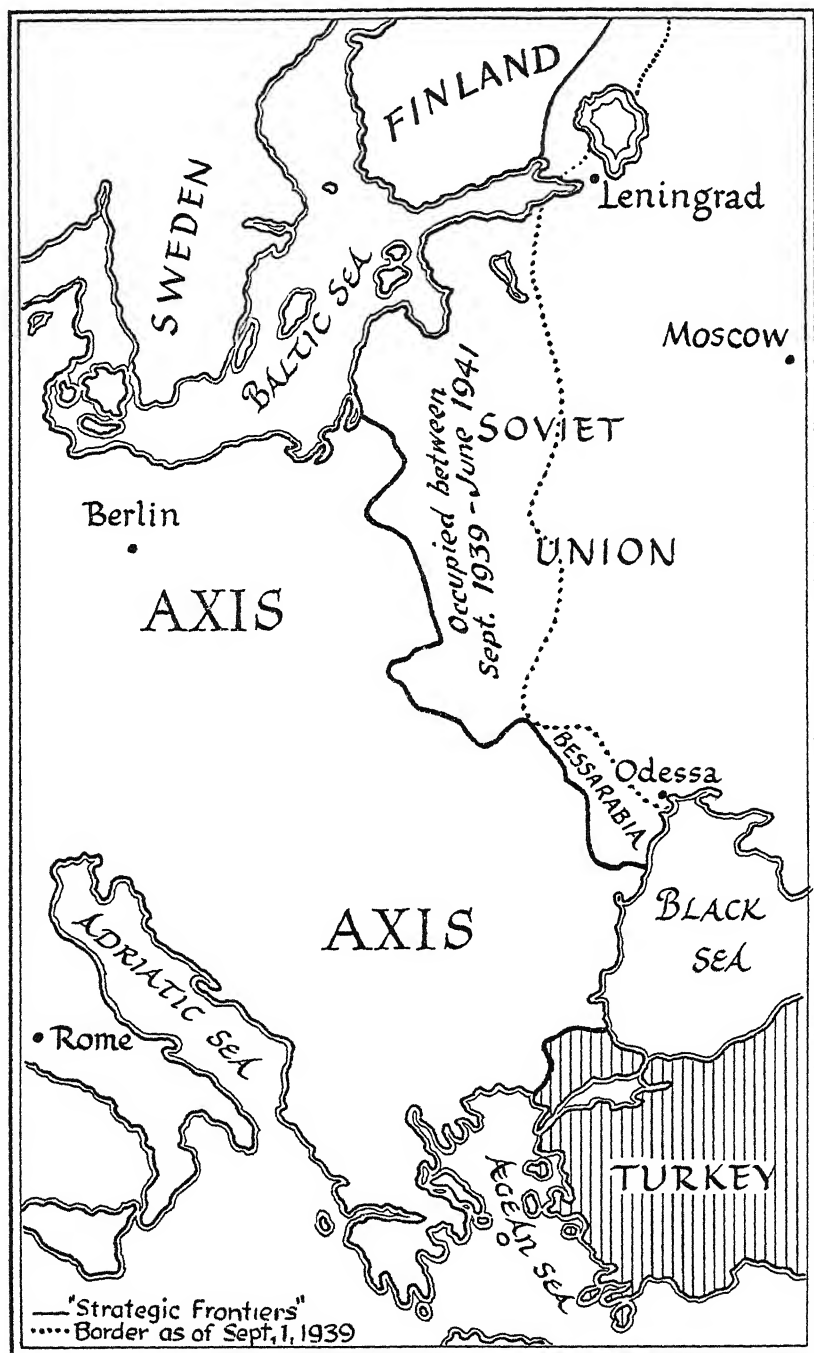 FINLAND
Leningrad
SWEDEN
BALTIC SEA
Moscow
Occupied between
Sept. 1939 - June 1941
SOVIET
UNION
Berlin
AXIS
BESSARABIA
Odessa
AXIS
BLACK
SEA
ADRIATIC SEA
Rome
TURKEY
ÆGEAN SEA
"Strategic Frontiers"
Border as of Sept, 1, 1939